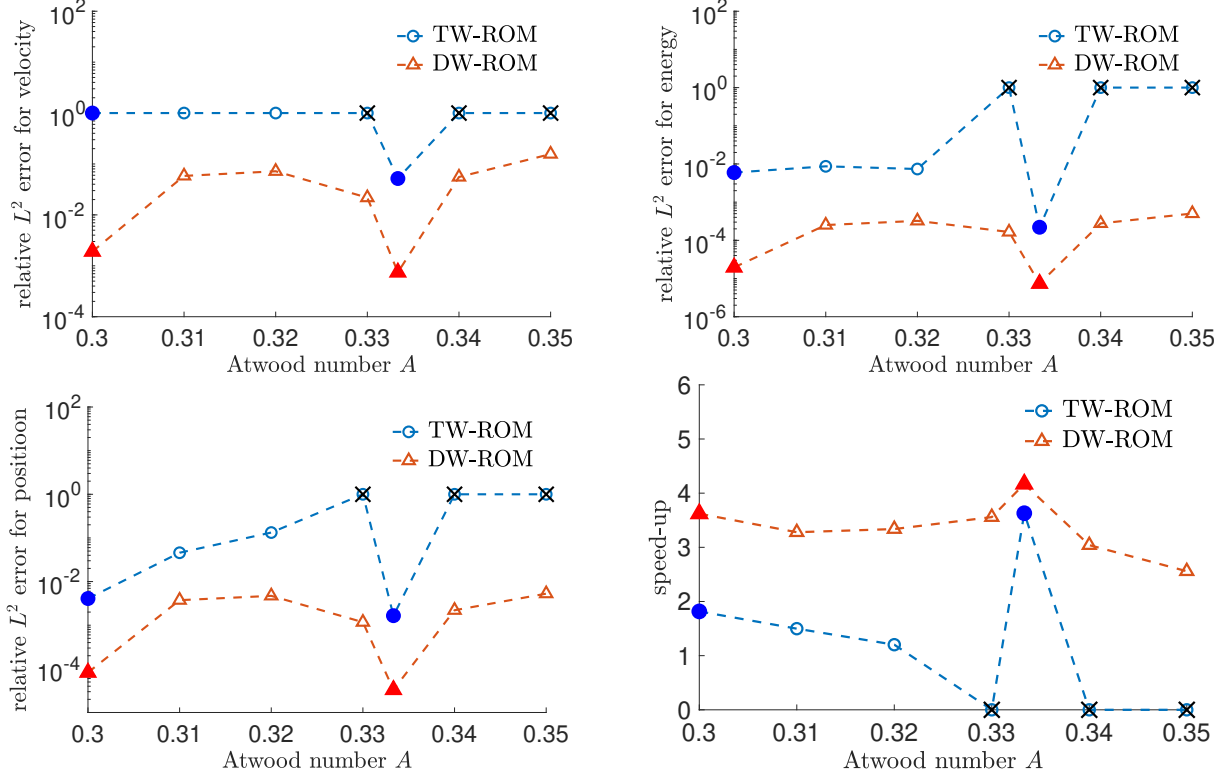 10^2
10^0
10^-2
10^-4
relative L^2 error for velocity
TW-ROM
DW-ROM
0.3 0.31 0.32 0.33 0.34 0.35
Atwood number A
10^2
10^0
10^-2
10^-4
10^-6
relative L^2 error for energy
TW-ROM
DW-ROM
0.3 0.31 0.32 0.33 0.34 0.35
Atwood number A
10^2
10^0
10^-2
10^-4
relative L^2 error for positioon
TW-ROM
DW-ROM
0.3 0.31 0.32 0.33 0.34 0.35
Atwood number A
6
5
4
3
2
1
0
speed-up
TW-ROM
DW-ROM
0.3 0.31 0.32 0.33 0.34 0.35
Atwood number A